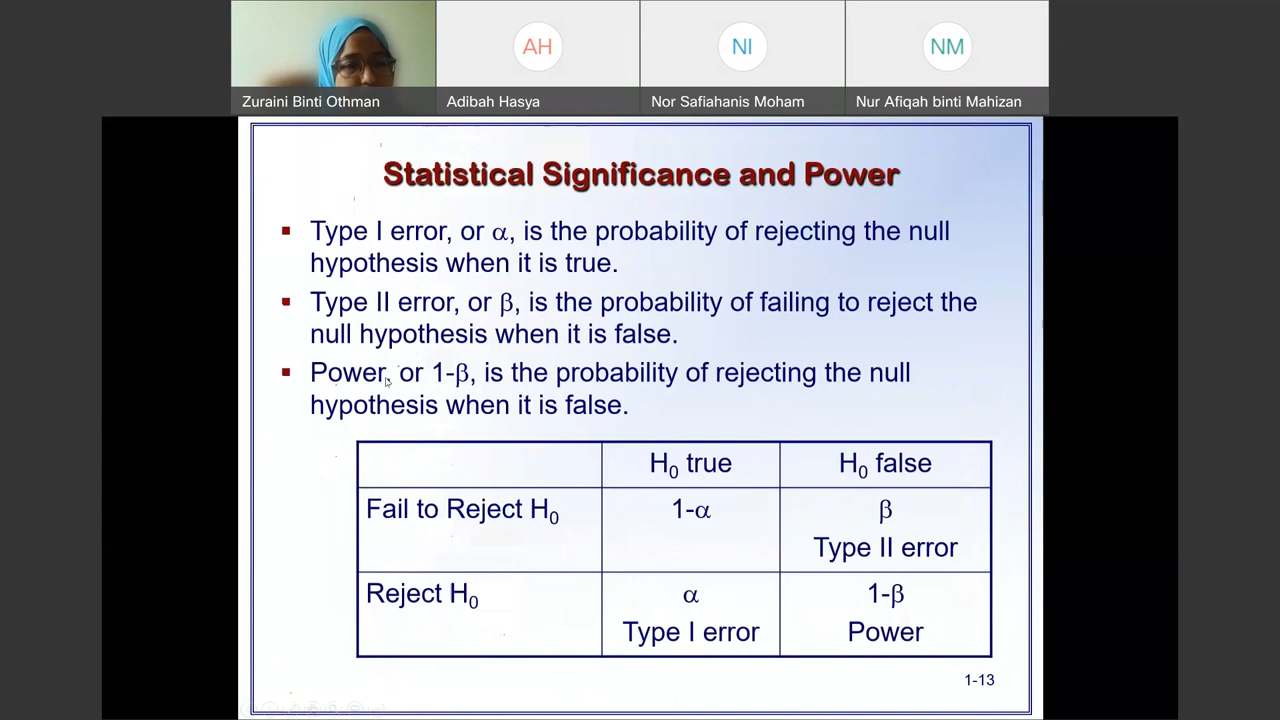 AH
NI
NM
Zuraini Binti Othman
Adibah Hasya
Nor Safiahanis Moham
Nur Afiqah binti Mahizan
Statistical Significance and Power
Type I error, or α, is the probability of rejecting the null
hypothesis when it is true.
Type II error, or β, is the probability of failing to reject the
null hypothesis when it is false.
Power, or 1-β, is the probability of rejecting the null
hypothesis when it is false.
H0 true
H0 false
Fail to Reject H0
1-α
β
Type II error
Reject H0
α
Type I error
1-β
Power
1-13